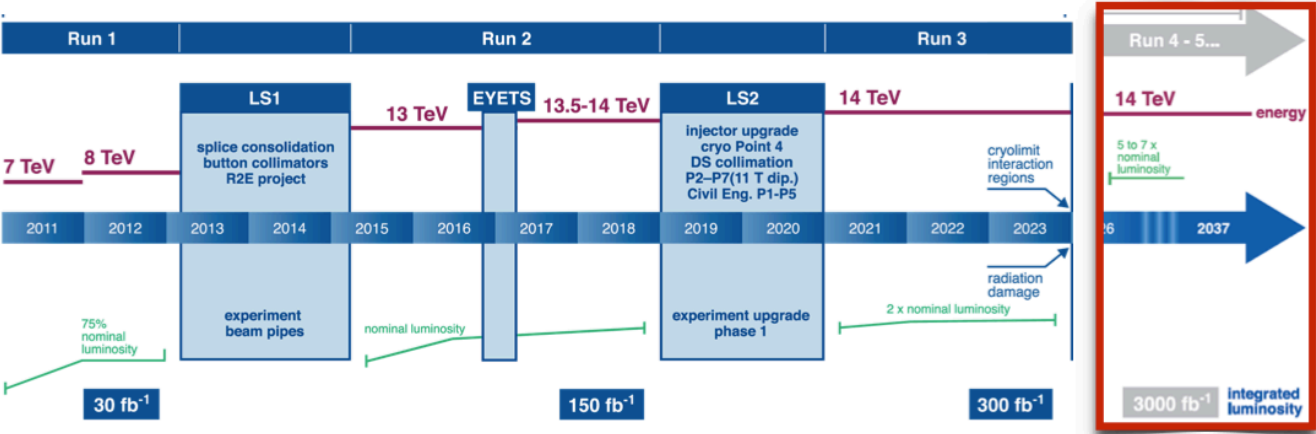 Run 1
Run 2
Run 3
Run 4 - 5...
LS1
EYETS
13.5-14 TeV
LS2
14 TeV
14 TeV
energy
13 TeV
splice consolidation
button collimators
R2E project
injector upgrade
cryo Point 4
DS collimation
P2–P7(11 T dip.)
Civil Eng. P1-P5
cryolimit
interaction
regions
5 to 7 x
nominal
luminosity
7 TeV
8 TeV
2011 2012 2013 2014 2015 2016 2017 2018 2019 2020 2021 2022 2023 26 2037
experiment
beam pipes
experiment upgrade
phase 1
radiation
damage
75%
nominal
luminosity
nominal luminosity
2 x nominal luminosity
30 fb⁻¹
150 fb⁻¹
300 fb⁻¹
3000 fb⁻¹
integrated
luminosity